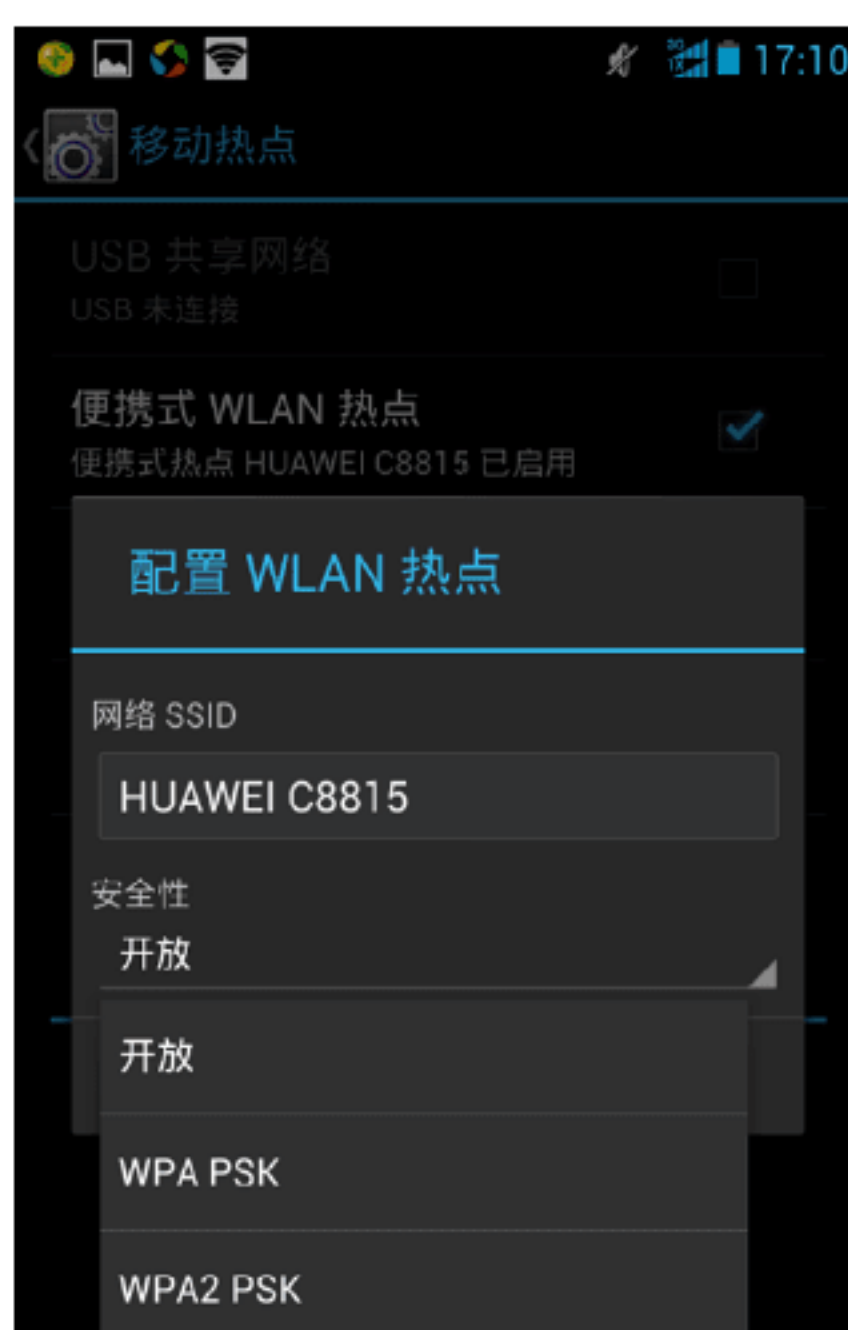 3G
1X
17:10
移动热点
USB 共享网络
USB 未连接
便携式 WLAN 热点
便携式热点 HUAWEI C8815 已启用
配置 WLAN 热点
网络 SSID
HUAWEI C8815
安全性
开放
开放
WPA PSK
WPA2 PSK